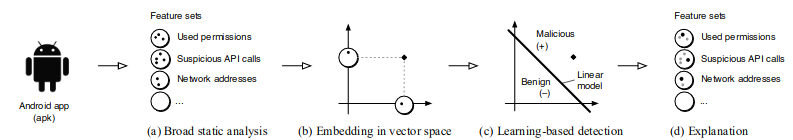 Feature sets
Used permissions
Suspicious API calls
Network addresses
...
Android app
(apk)
(a) Broad static analysis
(b) Embedding in vector space
Malicious
(+)
Benign
(–)
Linear
model
(c) Learning-based detection
Feature sets
Used permissions
Suspicious API calls
Network addresses
...
(d) Explanation